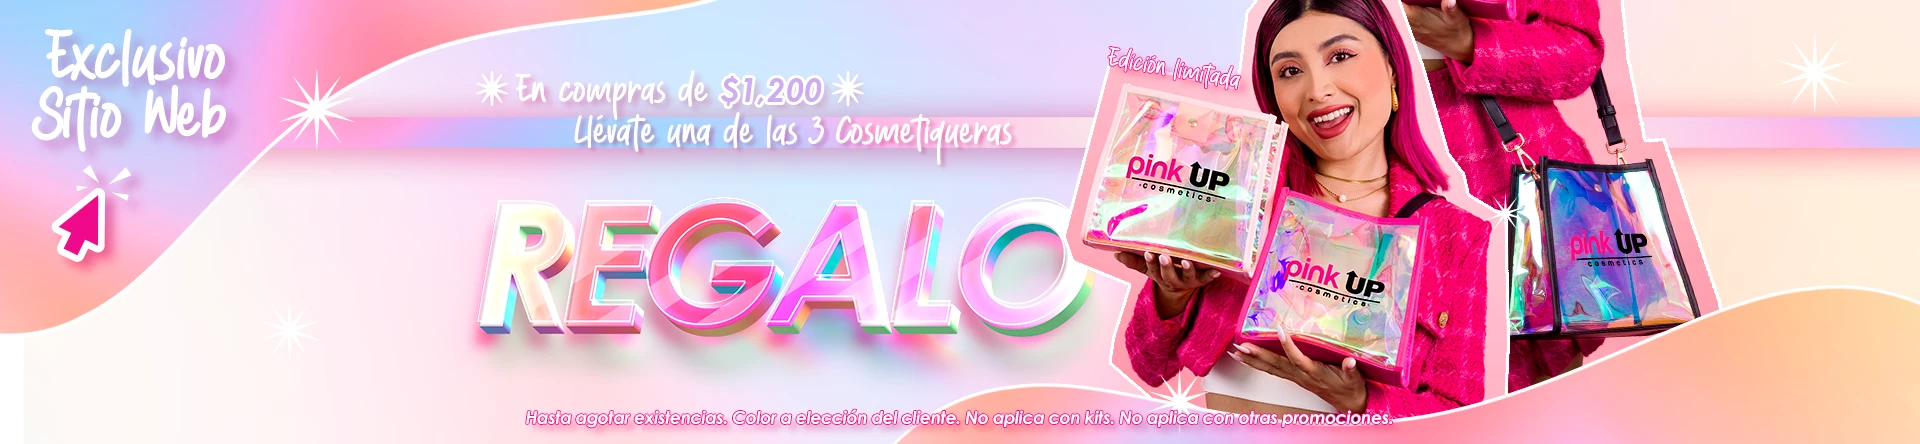 Exclusivo
Sitio Web
En compras de $1,200
Llévate una de las 3 Cosmetiqueras
REGALO
Edición limitada
pink UP
·cosmetics·
pink UP
·cosmetics·
pink UP
cosmetics
Hasta agotar existencias. Color a elección del cliente. No aplica con kits. No aplica con otras promociones.